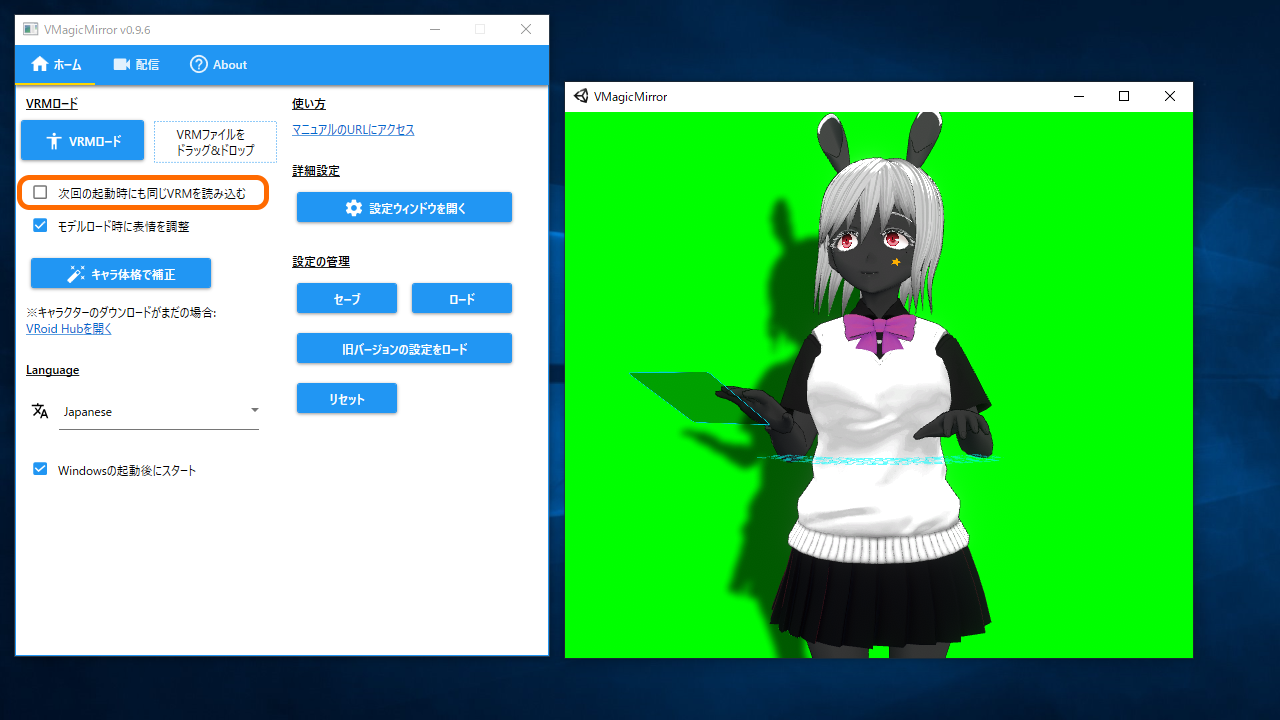 VMagicMirror v0.9.6
ホーム
配信
About
VRMロード
VRMロード
VRMファイルを
ドラッグ&ドロップ
次回の起動時にも同じVRMを読み込む
モデルロード時に表情を調整
キャラ体格で補正
※キャラクターのダウンロードがまだの場合:
VRoid Hubを開く
Language
Japanese
Windowsの起動後にスタート
使い方
マニュアルのURLにアクセス
詳細設定
設定ウィンドウを開く
設定の管理
セーブ
ロード
旧バージョンの設定をロード
リセット
VMagicMirror